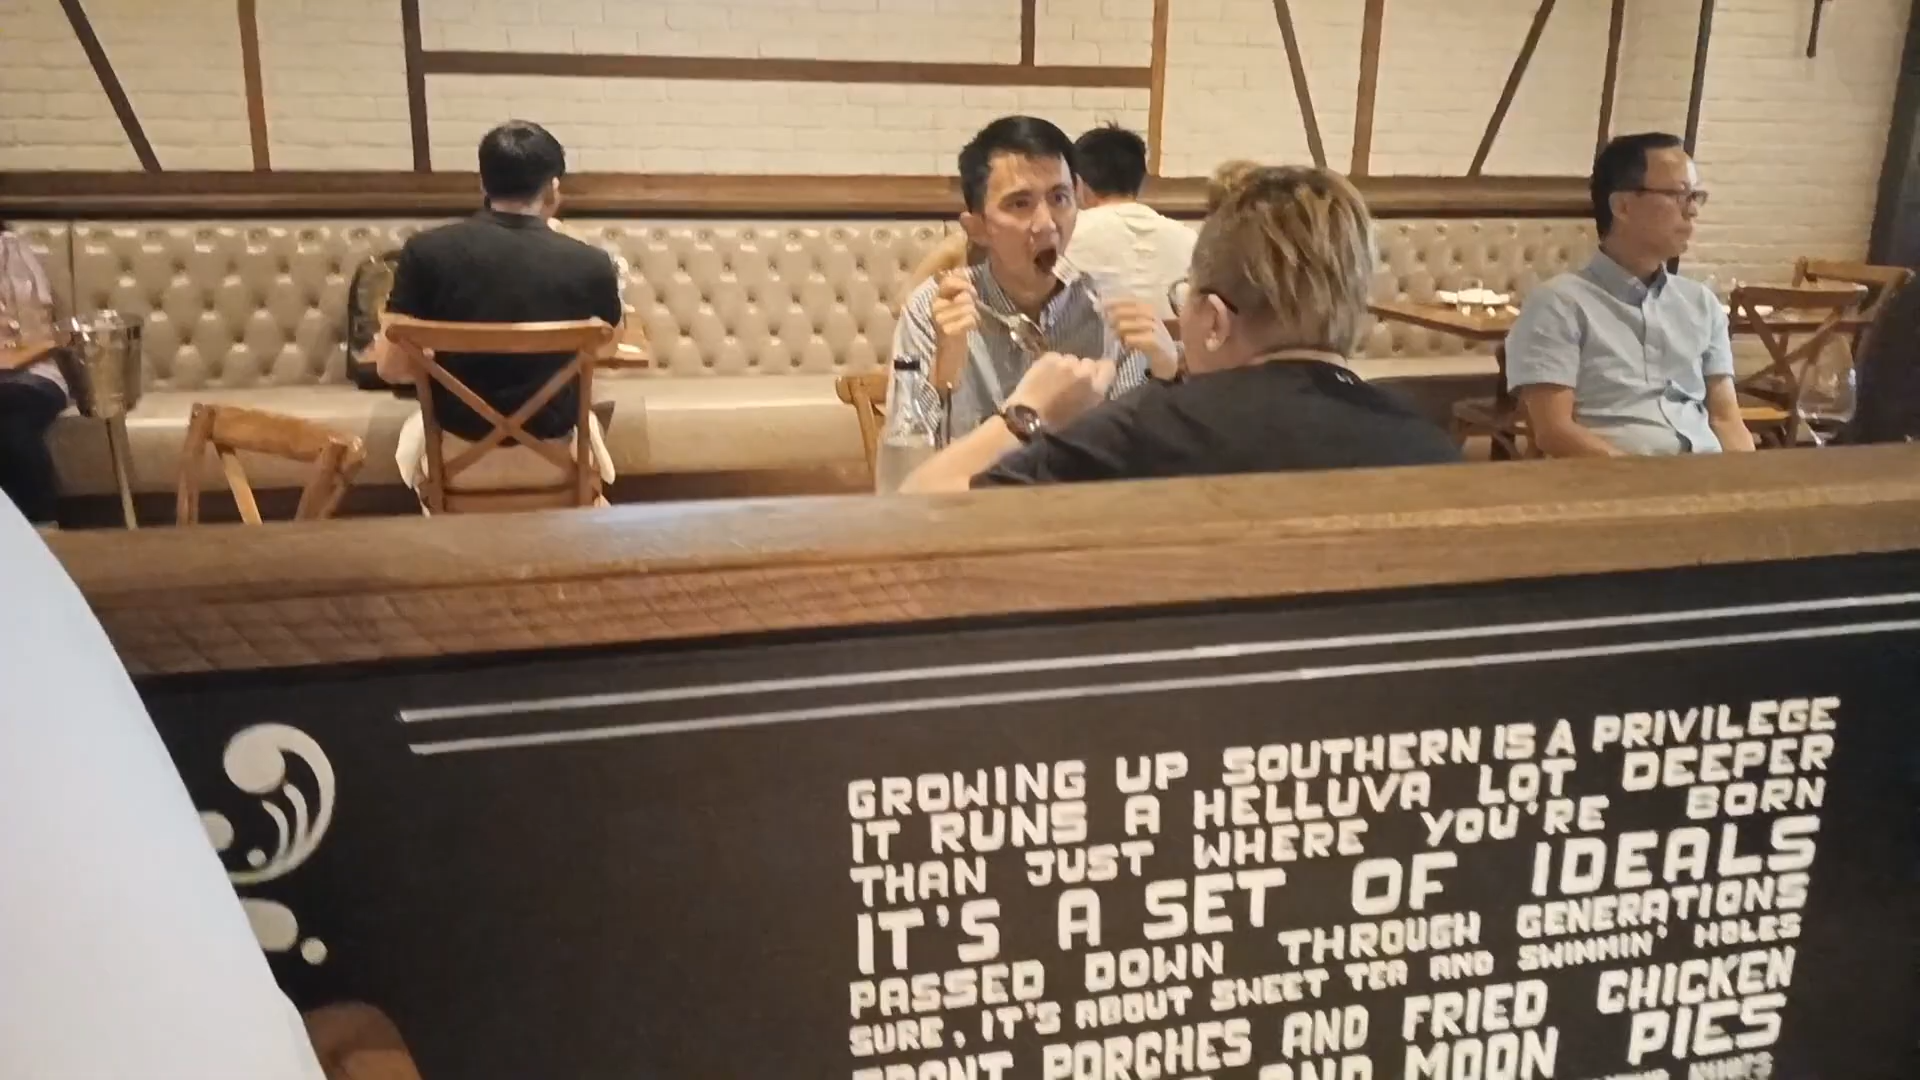 GROWING UP SOUTHERN IS A PRIVILEGE
IT RUNS A HELLUVA LOT DEEPER
THAN JUST WHERE YOU'RE BORN
IT'S A SET OF IDEALS
PASSED DOWN THROUGH GENERATIONS
SURE, IT'S ABOUT SWEET TEA AND SWIMMIN' HOLES
FRONT PORCHES AND FRIED CHICKEN
AND MOON PIES